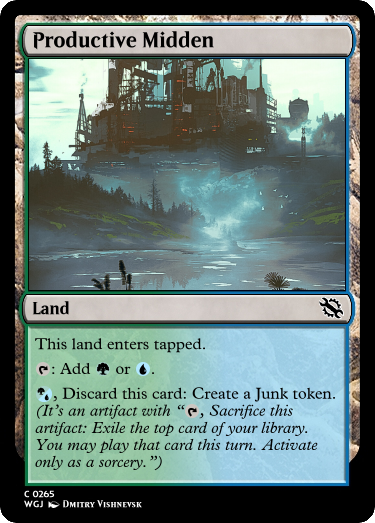 Productive Midden
Land
This land enters tapped.
: Add or .
, Discard this card: Create a Junk token.
(It's an artifact with “, Sacrifice this
artifact: Exile the top card of your library.
You may play that card this turn. Activate
only as a sorcery.”)
C 0265
WGJ Dmitry Vishnevsk